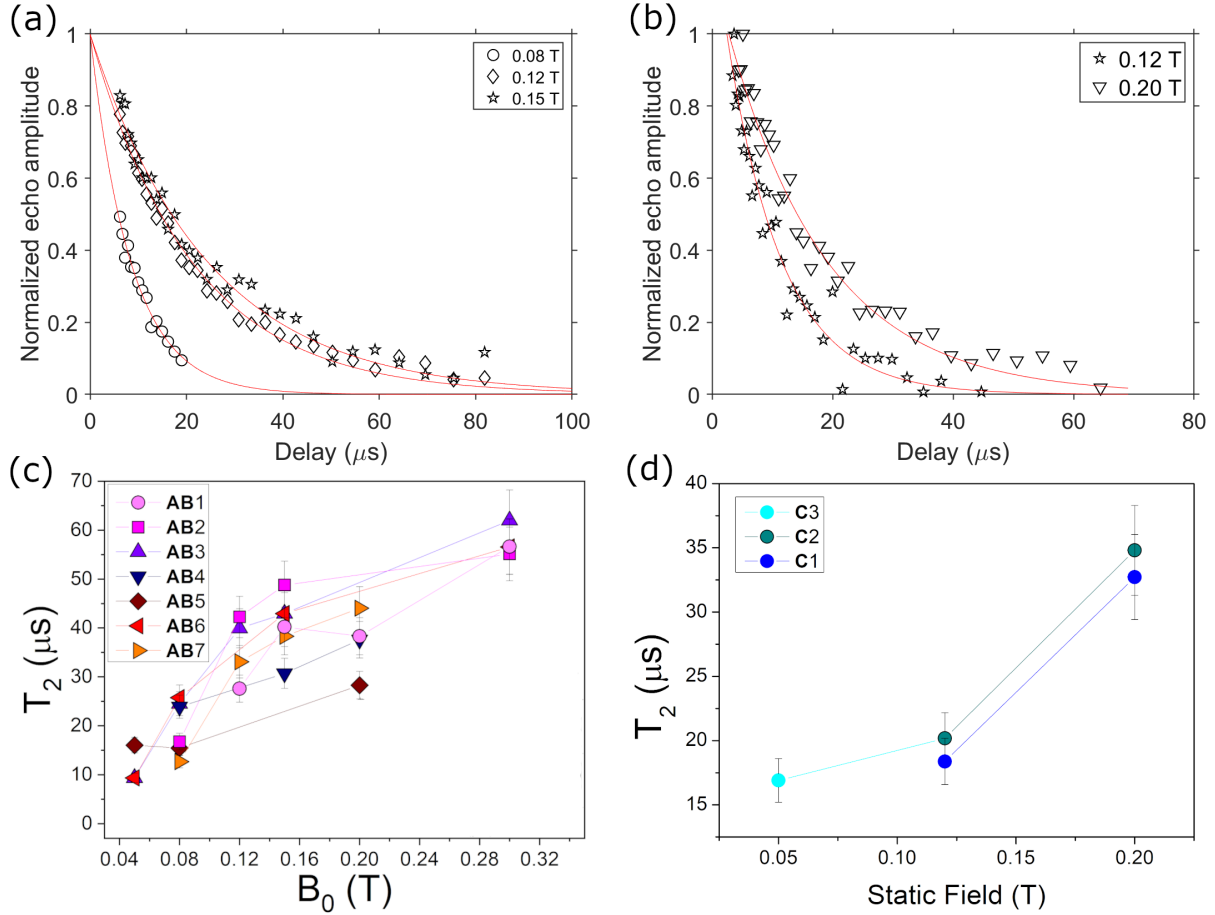 (a)
Normalized echo amplitude
1
0.8
0.6
0.4
0.2
0
0 20 40 60 80 100
Delay (μs)
0.08 T
0.12 T
0.15 T
(b)
Normalized echo amplitude
1
0.8
0.6
0.4
0.2
0
0 20 40 60 80
Delay (μs)
0.12 T
0.20 T
(c)
T₂ (μs)
70
60
50
40
30
20
10
0
0.04 0.08 0.12 0.16 0.20 0.24 0.28 0.32
B₀ (T)
AB1
AB2
AB3
AB4
AB5
AB6
AB7
(d)
T₂ (μs)
40
35
30
25
20
15
0.05 0.10 0.15 0.20
Static Field (T)
C3
C2
C1